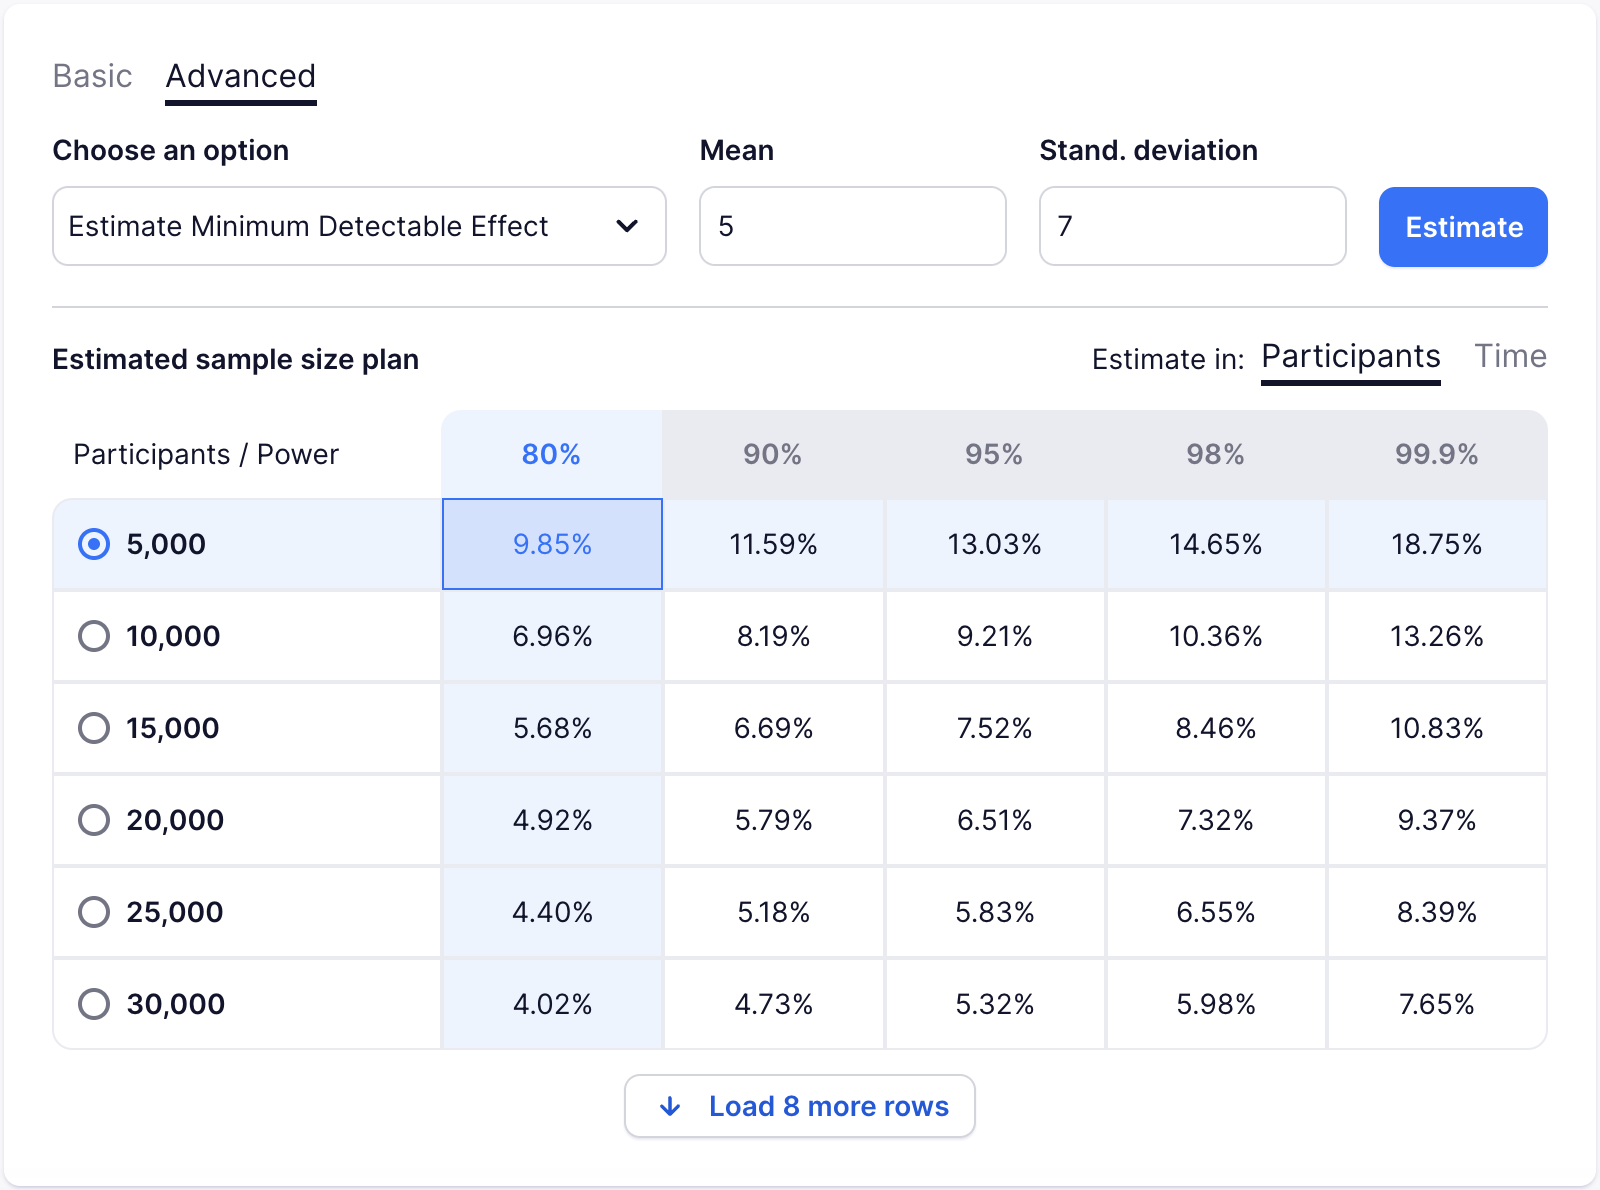 Basic Advanced
Choose an option Mean Stand. deviation
Estimate Minimum Detectable Effect 5 7 Estimate
Estimated sample size plan Estimate in: Participants Time
Participants / Power 80% 90% 95% 98% 99.9%
5,000 9.85% 11.59% 13.03% 14.65% 18.75%
10,000 6.96% 8.19% 9.21% 10.36% 13.26%
15,000 5.68% 6.69% 7.52% 8.46% 10.83%
20,000 4.92% 5.79% 6.51% 7.32% 9.37%
25,000 4.40% 5.18% 5.83% 6.55% 8.39%
30,000 4.02% 4.73% 5.32% 5.98% 7.65%
Load 8 more rows